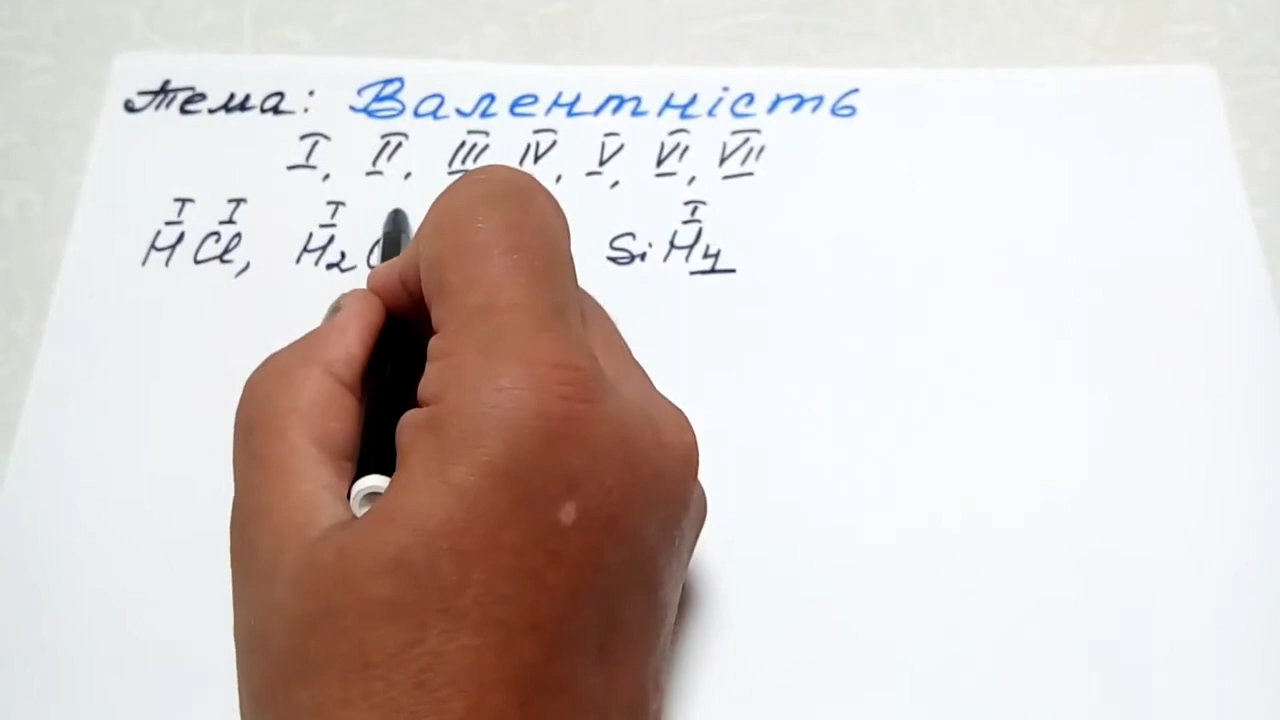 Тема: Валентність
I, II, III, IV, V, VI, VII
I I I I
HCl, H2 SiH4